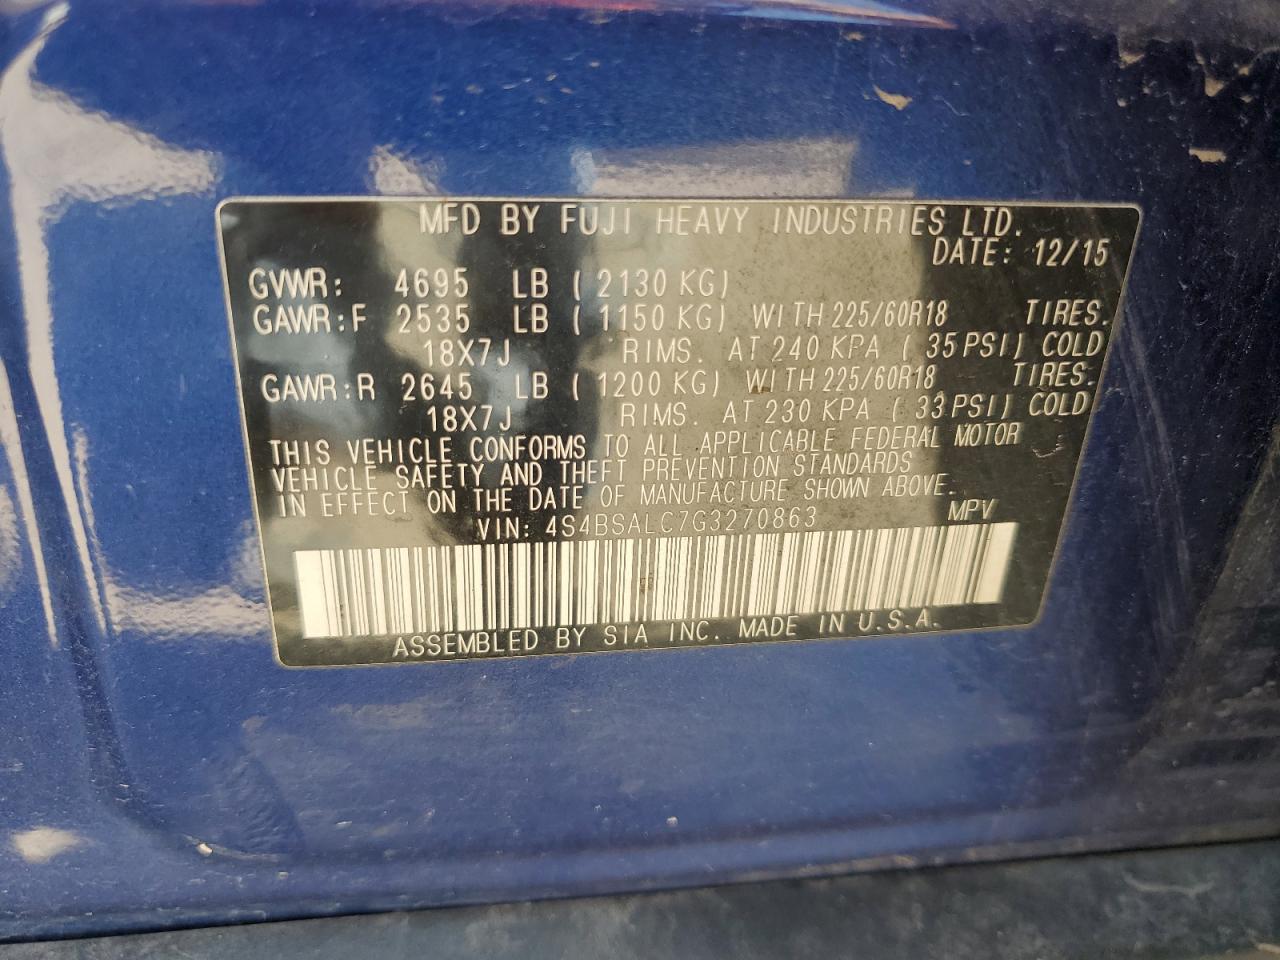 MFD BY FUJI HEAVY INDUSTRIES LTD.
DATE: 12/15
GVWR: 4695 LB ( 2130 KG)
GAWR:F 2535 LB ( 1150 KG) WITH 225/60R18 TIRES.
18X7J RIMS. AT 240 KPA ( 35PSI) COLD
GAWR:R 2645 LB ( 1200 KG) WITH 225/60R18 TIRES.
18X7J RIMS. AT 230 KPA ( 33PSI) COLD
THIS VEHICLE CONFORMS TO ALL APPLICABLE FEDERAL MOTOR
VEHICLE SAFETY AND THEFT PREVENTION STANDARDS
IN EFFECT ON THE DATE OF MANUFACTURE SHOWN ABOVE.
VIN: 4S4BSALC7G3270863 MPV
ASSEMBLED BY SIA INC. MADE IN U.S.A.